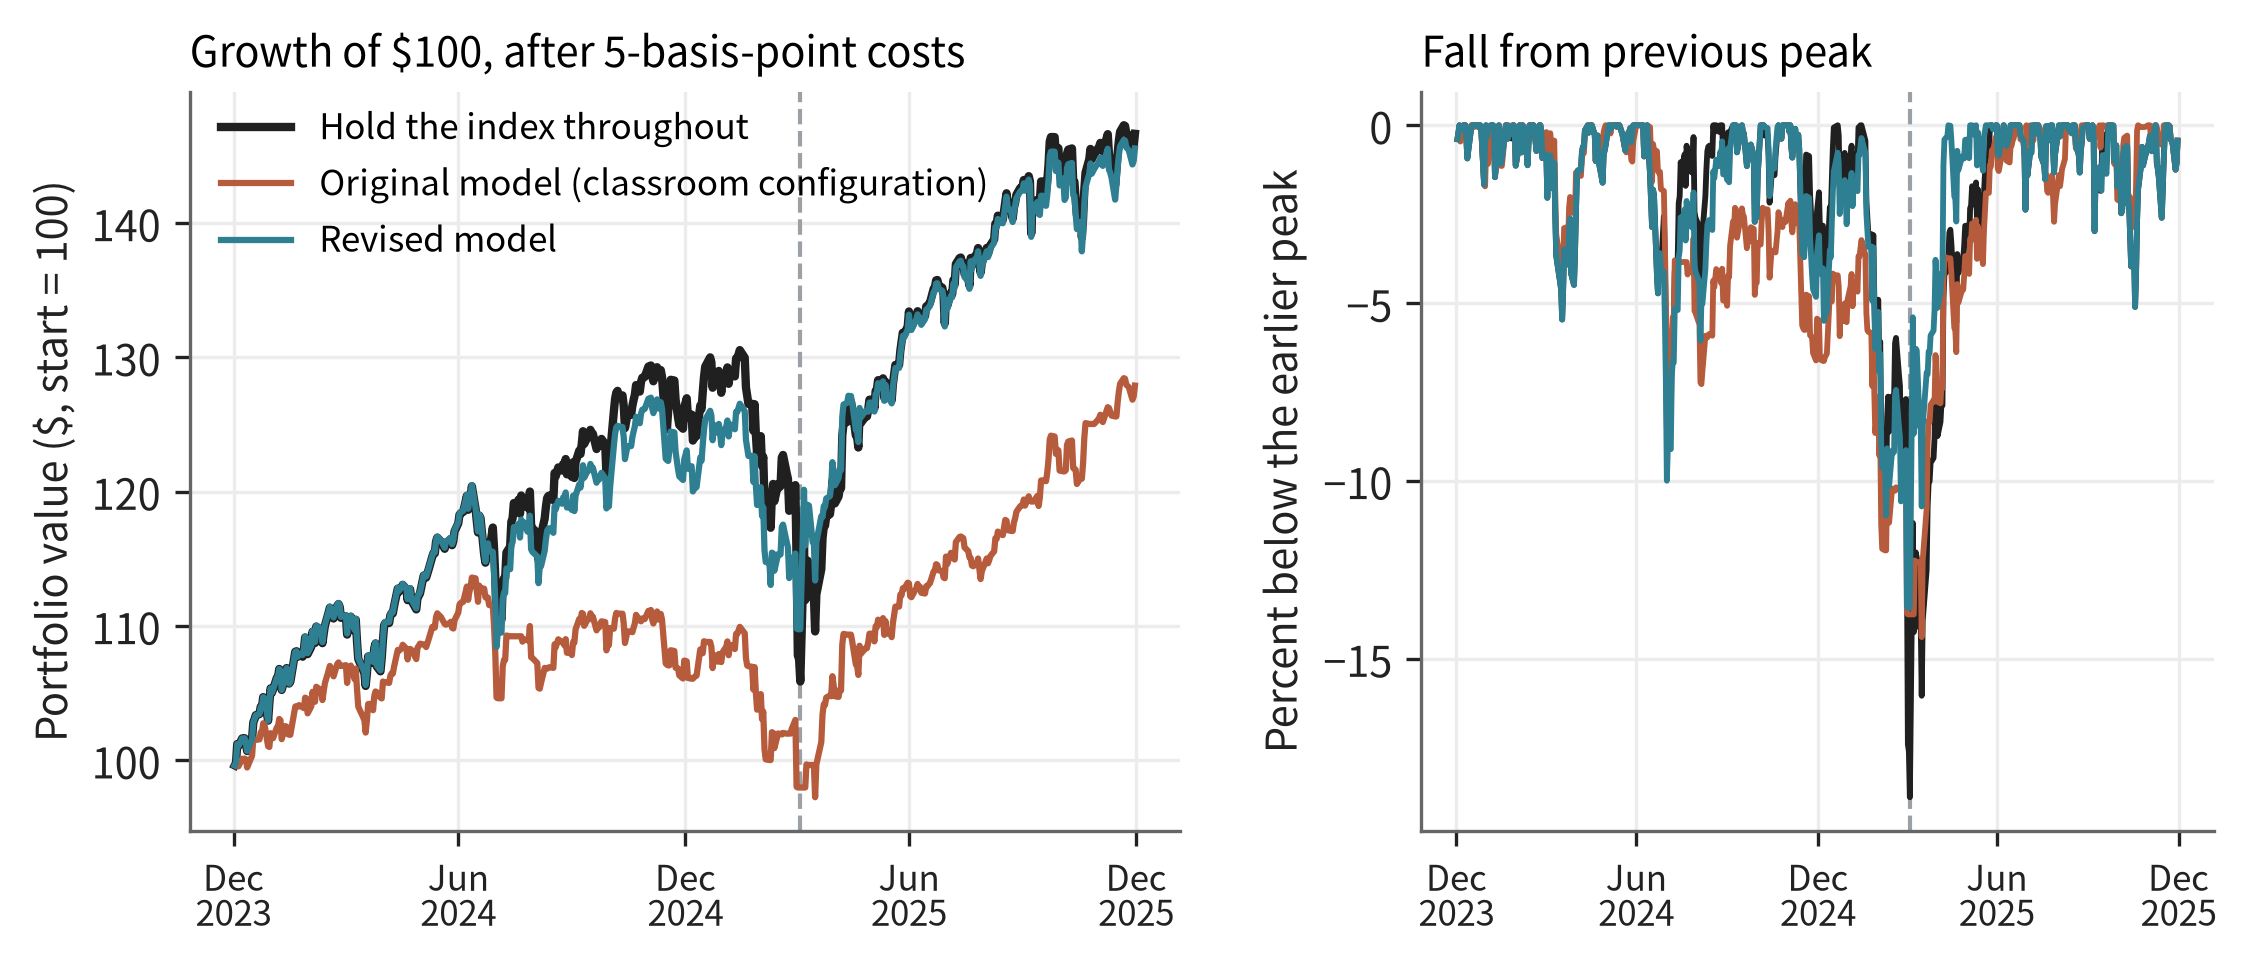 Growth of $100, after 5-basis-point costs
Portfolio value ($, start = 100)
Hold the index throughout
Original model (classroom configuration)
Revised model
140
130
120
110
100
Dec
2023
Jun
2024
Dec
2024
Jun
2025
Dec
2025
Fall from previous peak
Percent below the earlier peak
0
−5
−10
−15
Dec
2023
Jun
2024
Dec
2024
Jun
2025
Dec
2025